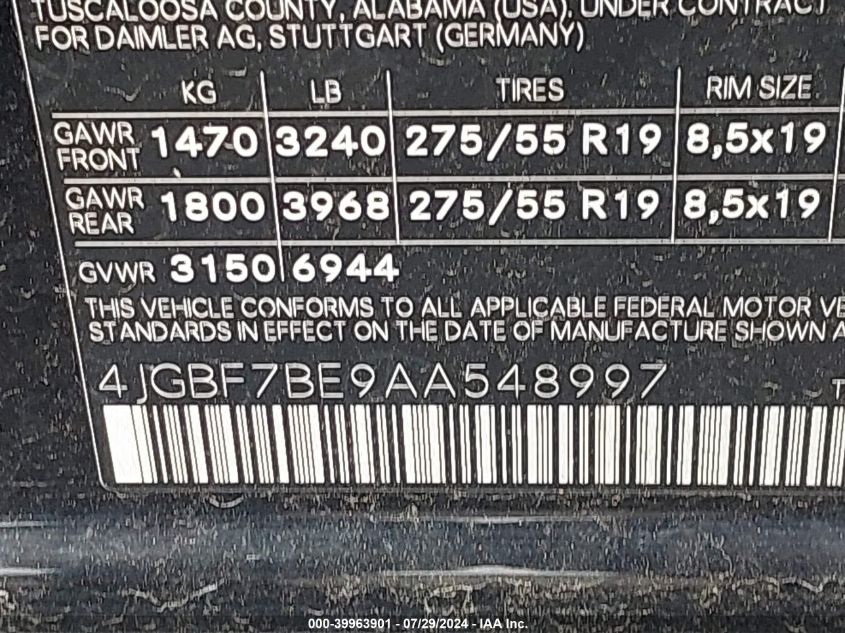 TUSCALOOSA COUNTY, ALABAMA (USA), UNDER CONTRACT
FOR DAIMLER AG, STUTTGART (GERMANY)
KG LB TIRES RIM SIZE
GAWR FRONT 1470 3240 275/55 R19 8,5x19
GAWR REAR 1800 3968 275/55 R19 8,5x19
GVWR 3150 6944
THIS VEHICLE CONFORMS TO ALL APPLICABLE FEDERAL MOTOR VE
STANDARDS IN EFFECT ON THE DATE OF MANUFACTURE SHOWN A
4JGBF7BE9AA548997 T
000-39963901 - 07/29/2024 - IAA Inc.